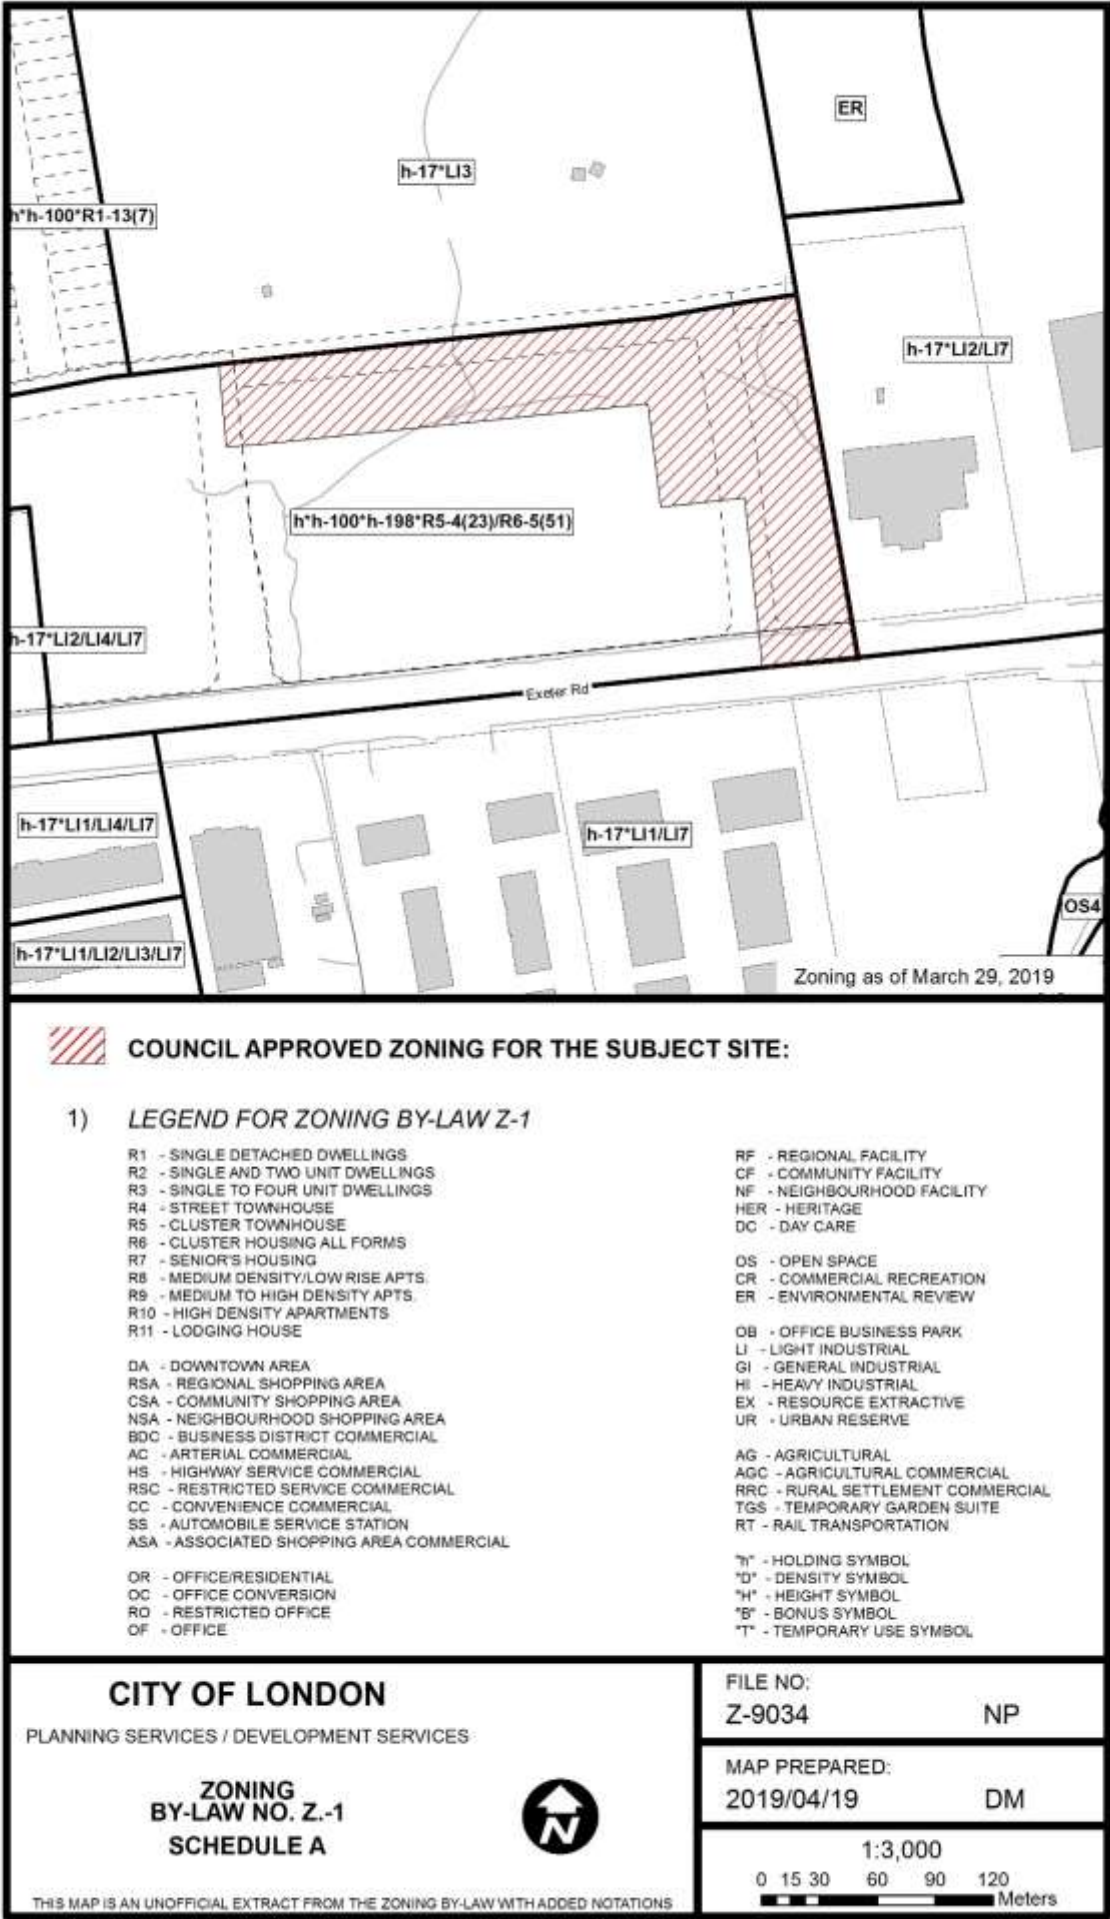 ER
h-17*LI3
h*h-100*R1-13(7)
h-17*LI2/LI7
h*h-100*h-198*R5-4(23)/R6-5(51)
h-17*LI2/LI4/LI7
Exeter Rd
h-17*LI1/LI4/LI7
h-17*LI1/LI7
OS4
h-17*LI1/LI2/LI3/LI7
Zoning as of March 29, 2019
COUNCIL APPROVED ZONING FOR THE SUBJECT SITE:
1) LEGEND FOR ZONING BY-LAW Z-1
R1 - SINGLE DETACHED DWELLINGS
R2 - SINGLE AND TWO UNIT DWELLINGS
R3 - SINGLE TO FOUR UNIT DWELLINGS
R4 - STREET TOWNHOUSE
R5 - CLUSTER TOWNHOUSE
R6 - CLUSTER HOUSING ALL FORMS
R7 - SENIOR'S HOUSING
R8 - MEDIUM DENSITY/LOW RISE APTS.
R9 - MEDIUM TO HIGH DENSITY APTS.
R10 - HIGH DENSITY APARTMENTS
R11 - LODGING HOUSE
DA - DOWNTOWN AREA
RSA - REGIONAL SHOPPING AREA
CSA - COMMUNITY SHOPPING AREA
NSA - NEIGHBOURHOOD SHOPPING AREA
BDC - BUSINESS DISTRICT COMMERCIAL
AC - ARTERIAL COMMERCIAL
HS - HIGHWAY SERVICE COMMERCIAL
RSC - RESTRICTED SERVICE COMMERCIAL
CC - CONVENIENCE COMMERCIAL
SS - AUTOMOBILE SERVICE STATION
ASA - ASSOCIATED SHOPPING AREA COMMERCIAL
OR - OFFICE/RESIDENTIAL
OC - OFFICE CONVERSION
RO - RESTRICTED OFFICE
OF - OFFICE
RF - REGIONAL FACILITY
CF - COMMUNITY FACILITY
NF - NEIGHBOURHOOD FACILITY
HER - HERITAGE
DC - DAY CARE
OS - OPEN SPACE
CR - COMMERCIAL RECREATION
ER - ENVIRONMENTAL REVIEW
OB - OFFICE BUSINESS PARK
LI - LIGHT INDUSTRIAL
GI - GENERAL INDUSTRIAL
HI - HEAVY INDUSTRIAL
EX - RESOURCE EXTRACTIVE
UR - URBAN RESERVE
AG - AGRICULTURAL
AGC - AGRICULTURAL COMMERCIAL
RRC - RURAL SETTLEMENT COMMERCIAL
TGS - TEMPORARY GARDEN SUITE
RT - RAIL TRANSPORTATION
"h" - HOLDING SYMBOL
"D" - DENSITY SYMBOL
"H" - HEIGHT SYMBOL
"B" - BONUS SYMBOL
"T" - TEMPORARY USE SYMBOL
CITY OF LONDON
PLANNING SERVICES / DEVELOPMENT SERVICES
ZONING
BY-LAW NO. Z.-1
SCHEDULE A
N
THIS MAP IS AN UNOFFICIAL EXTRACT FROM THE ZONING BY-LAW WITH ADDED NOTATIONS
FILE NO:
Z-9034 NP
MAP PREPARED:
2019/04/19 DM
1:3,000
0 15 30 60 90 120
Meters